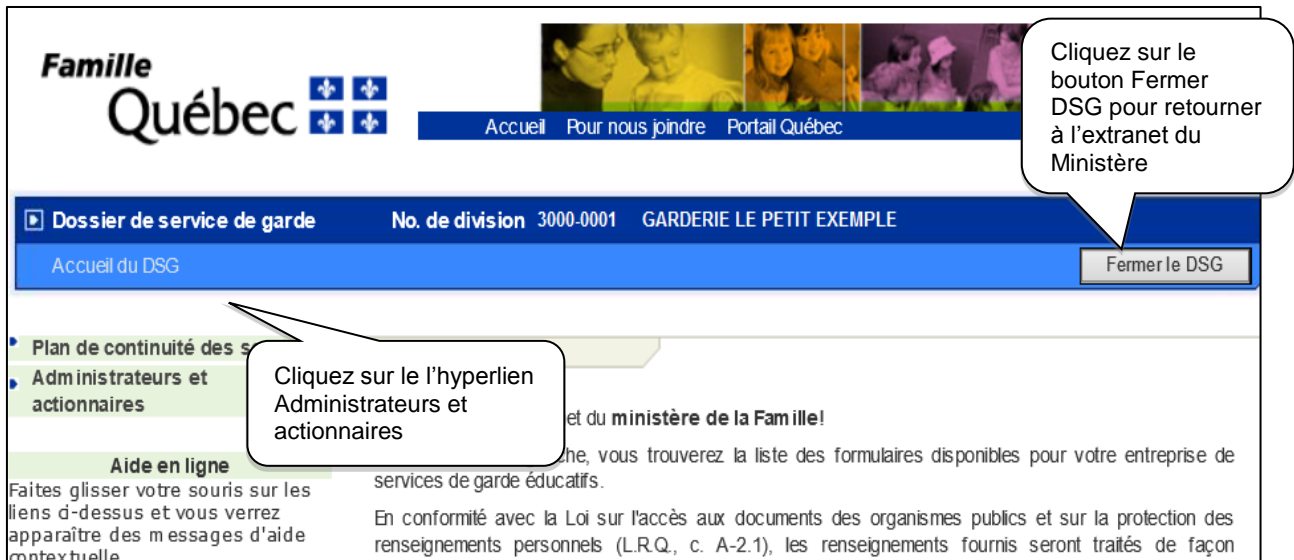 Famille
Québec
Accueil Pour nous joindre Portail Québec
Cliquez sur le
bouton Fermer
DSG pour retourner
à l'extranet du
Ministère
Dossier de service de garde No. de division 3000-0001 GARDERIE LE PETIT EXEMPLE
Accueil du DSG Fermer le DSG
Plan de continuité des s
Administrateurs et
actionnaires
Cliquez sur le l'hyperlien
Administrateurs et
actionnaires
et du ministère de la Famille!
che, vous trouverez la liste des formulaires disponibles pour votre entreprise de
services de garde éducatifs.
Aide en ligne
Faites glisser votre souris sur les
liens ci-dessus et vous verrez
apparaître des messages d'aide
contextuelle
En conformité avec la Loi sur l'accès aux documents des organismes publics et sur la protection des
renseignements personnels (L.R.Q., c. A-2.1), les renseignements fournis seront traités de façon